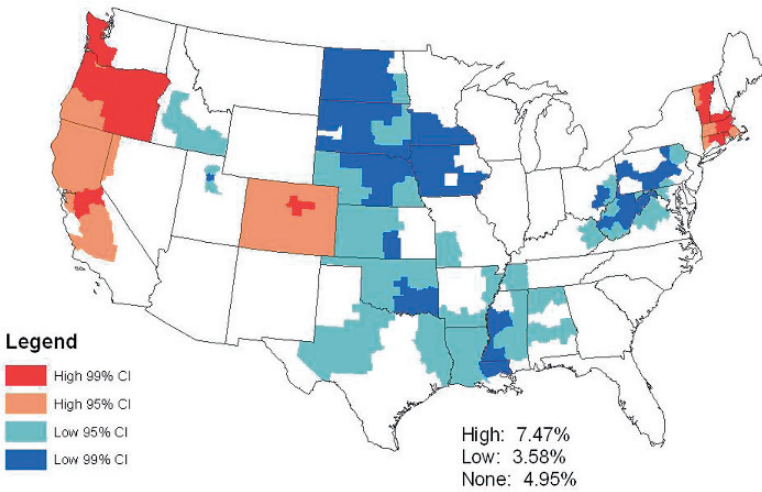 Legend
High 99% CI
High 95% CI
Low 95% CI
Low 99% CI
High: 7.47%
Low: 3.58%
None: 4.95%